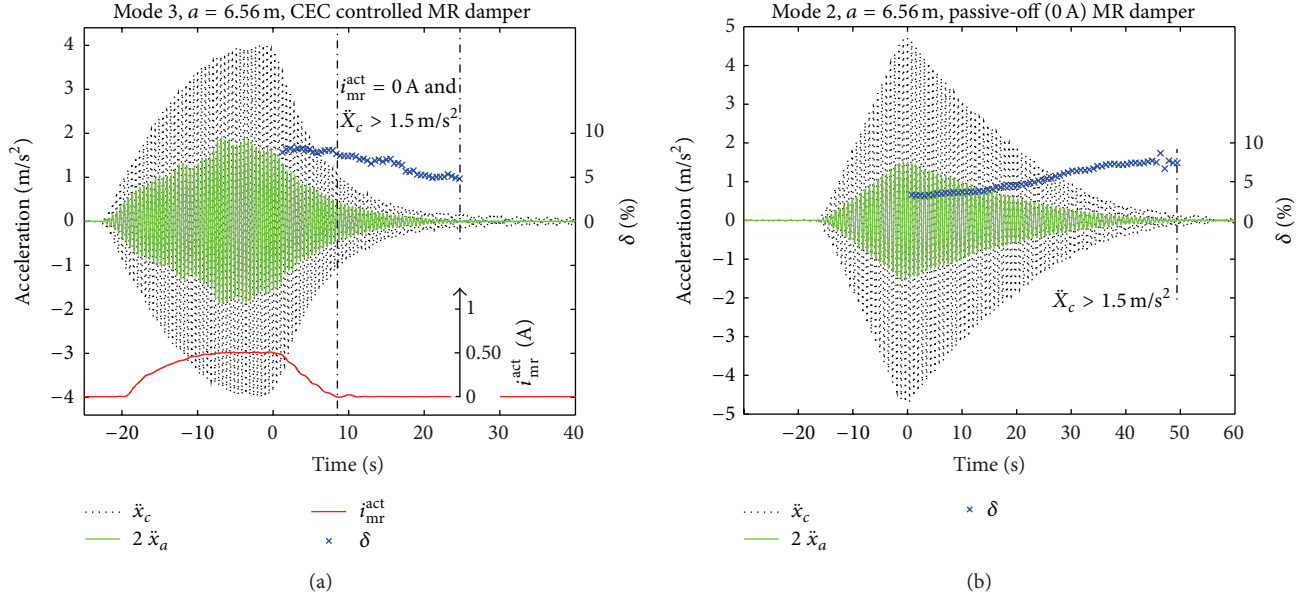 Mode 3, a = 6.56 m, CEC controlled MR damper
4
3
2
1
0
−1
−2
−3
−4
Acceleration (m/s²)
i_mr^act = 0 A and
Ẍ_c > 1.5 m/s²
10
5
0
δ (%)
1
0.50
0
i_mr^act (A)
−20 −10 0 10 20 30 40
Time (s)
ẍ_c
2 ẍ_a
i_mr^act
δ
(a)
Mode 2, a = 6.56 m, passive-off (0 A) MR damper
5
4
3
2
1
0
−1
−2
−3
−4
−5
Acceleration (m/s²)
10
5
0
δ (%)
Ẍ_c > 1.5 m/s²
−20 −10 0 10 20 30 40 50 60
Time (s)
ẍ_c
2 ẍ_a
δ
(b)